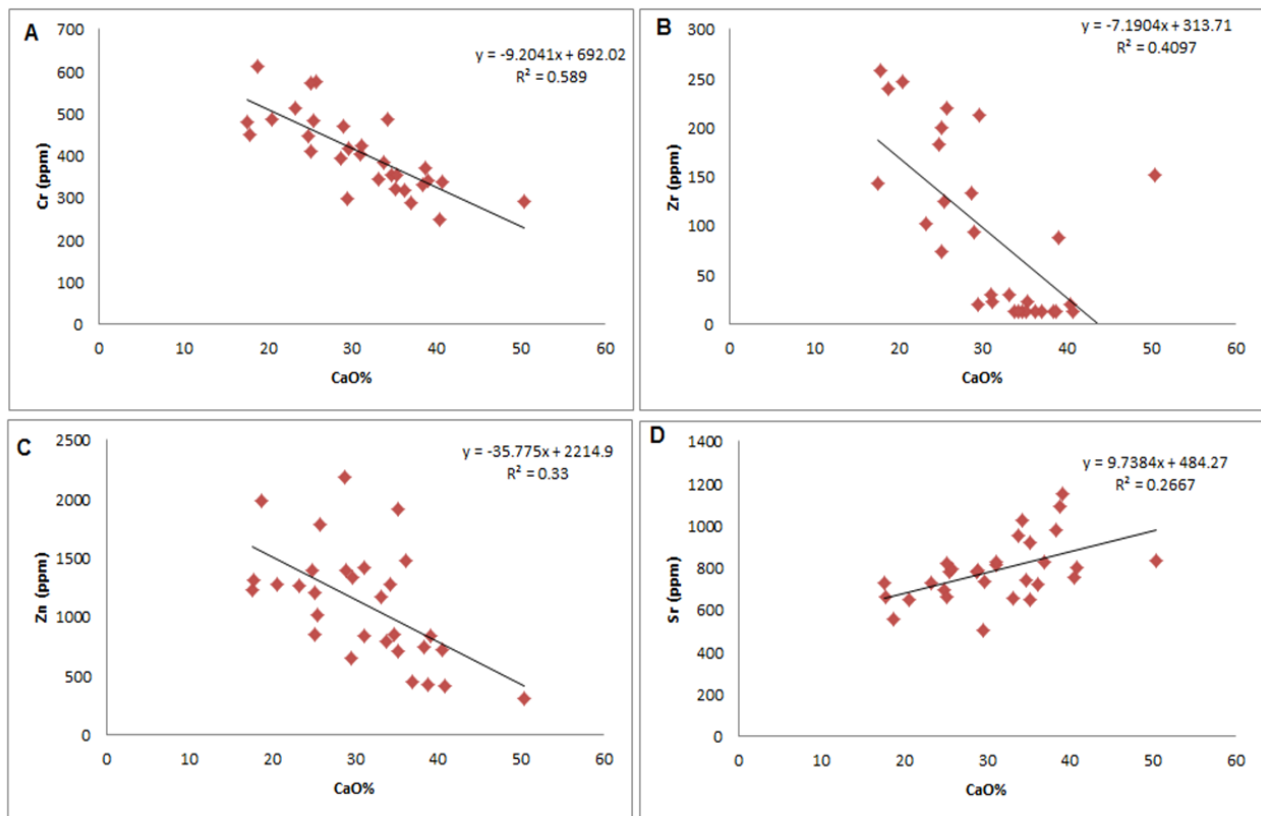 A
y = -9.2041x + 692.02
R² = 0.589
700
600
500
400
300
200
100
0
Cr (ppm)
0 10 20 30 40 50 60
CaO%
B
y = -7.1904x + 313.71
R² = 0.4097
300
250
200
150
100
50
0
Zr (ppm)
0 10 20 30 40 50 60
CaO%
C
y = -35.775x + 2214.9
R² = 0.33
2500
2000
1500
1000
500
0
Zn (ppm)
0 10 20 30 40 50 60
CaO%
D
y = 9.7384x + 484.27
R² = 0.2667
1400
1200
1000
800
600
400
200
0
Sr (ppm)
0 10 20 30 40 50 60
CaO%